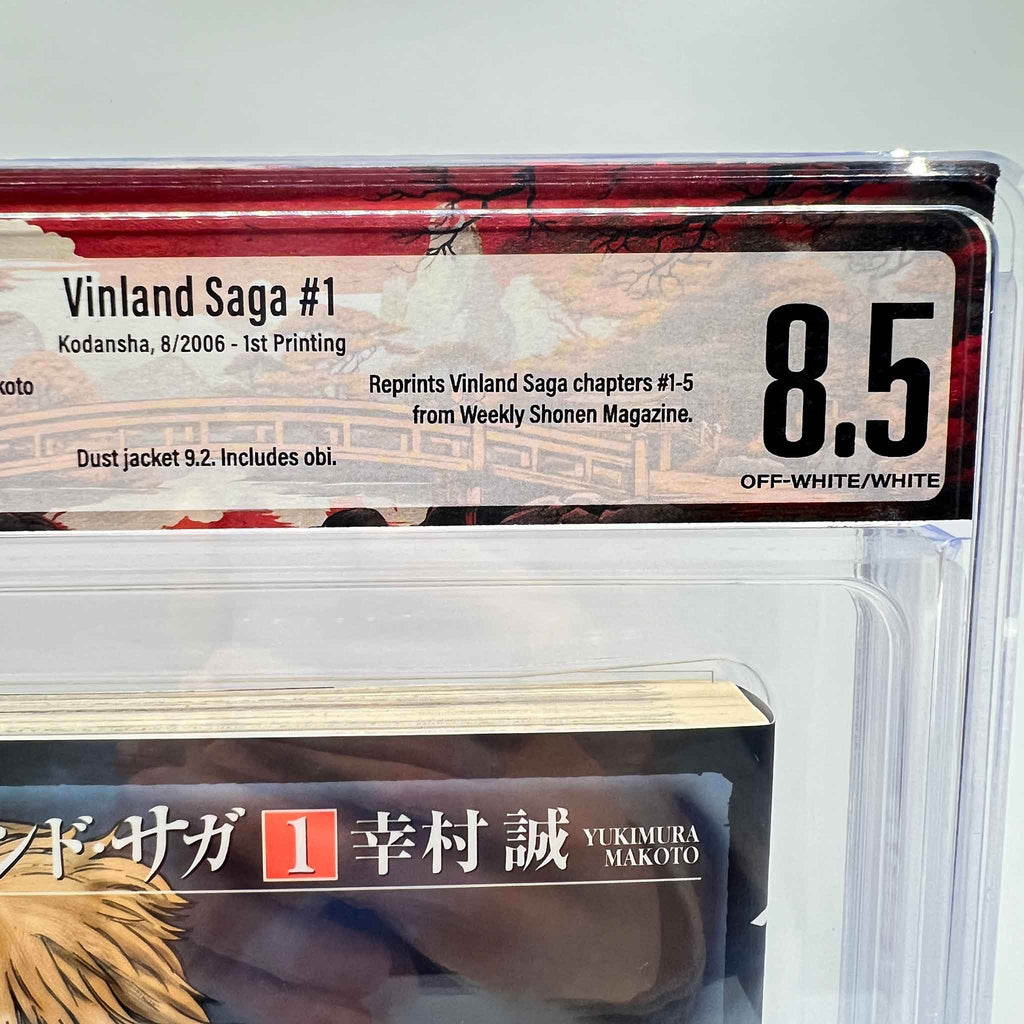 Vinland Saga #1
Kodansha, 8/2006 - 1st Printing
koto
Reprints Vinland Saga chapters #1-5
from Weekly Shonen Magazine.
Dust jacket 9.2. Includes obi.
8.5
OFF-WHITE/WHITE
ンド・サガ 1 幸村 誠 YUKIMURA
MAKOTO